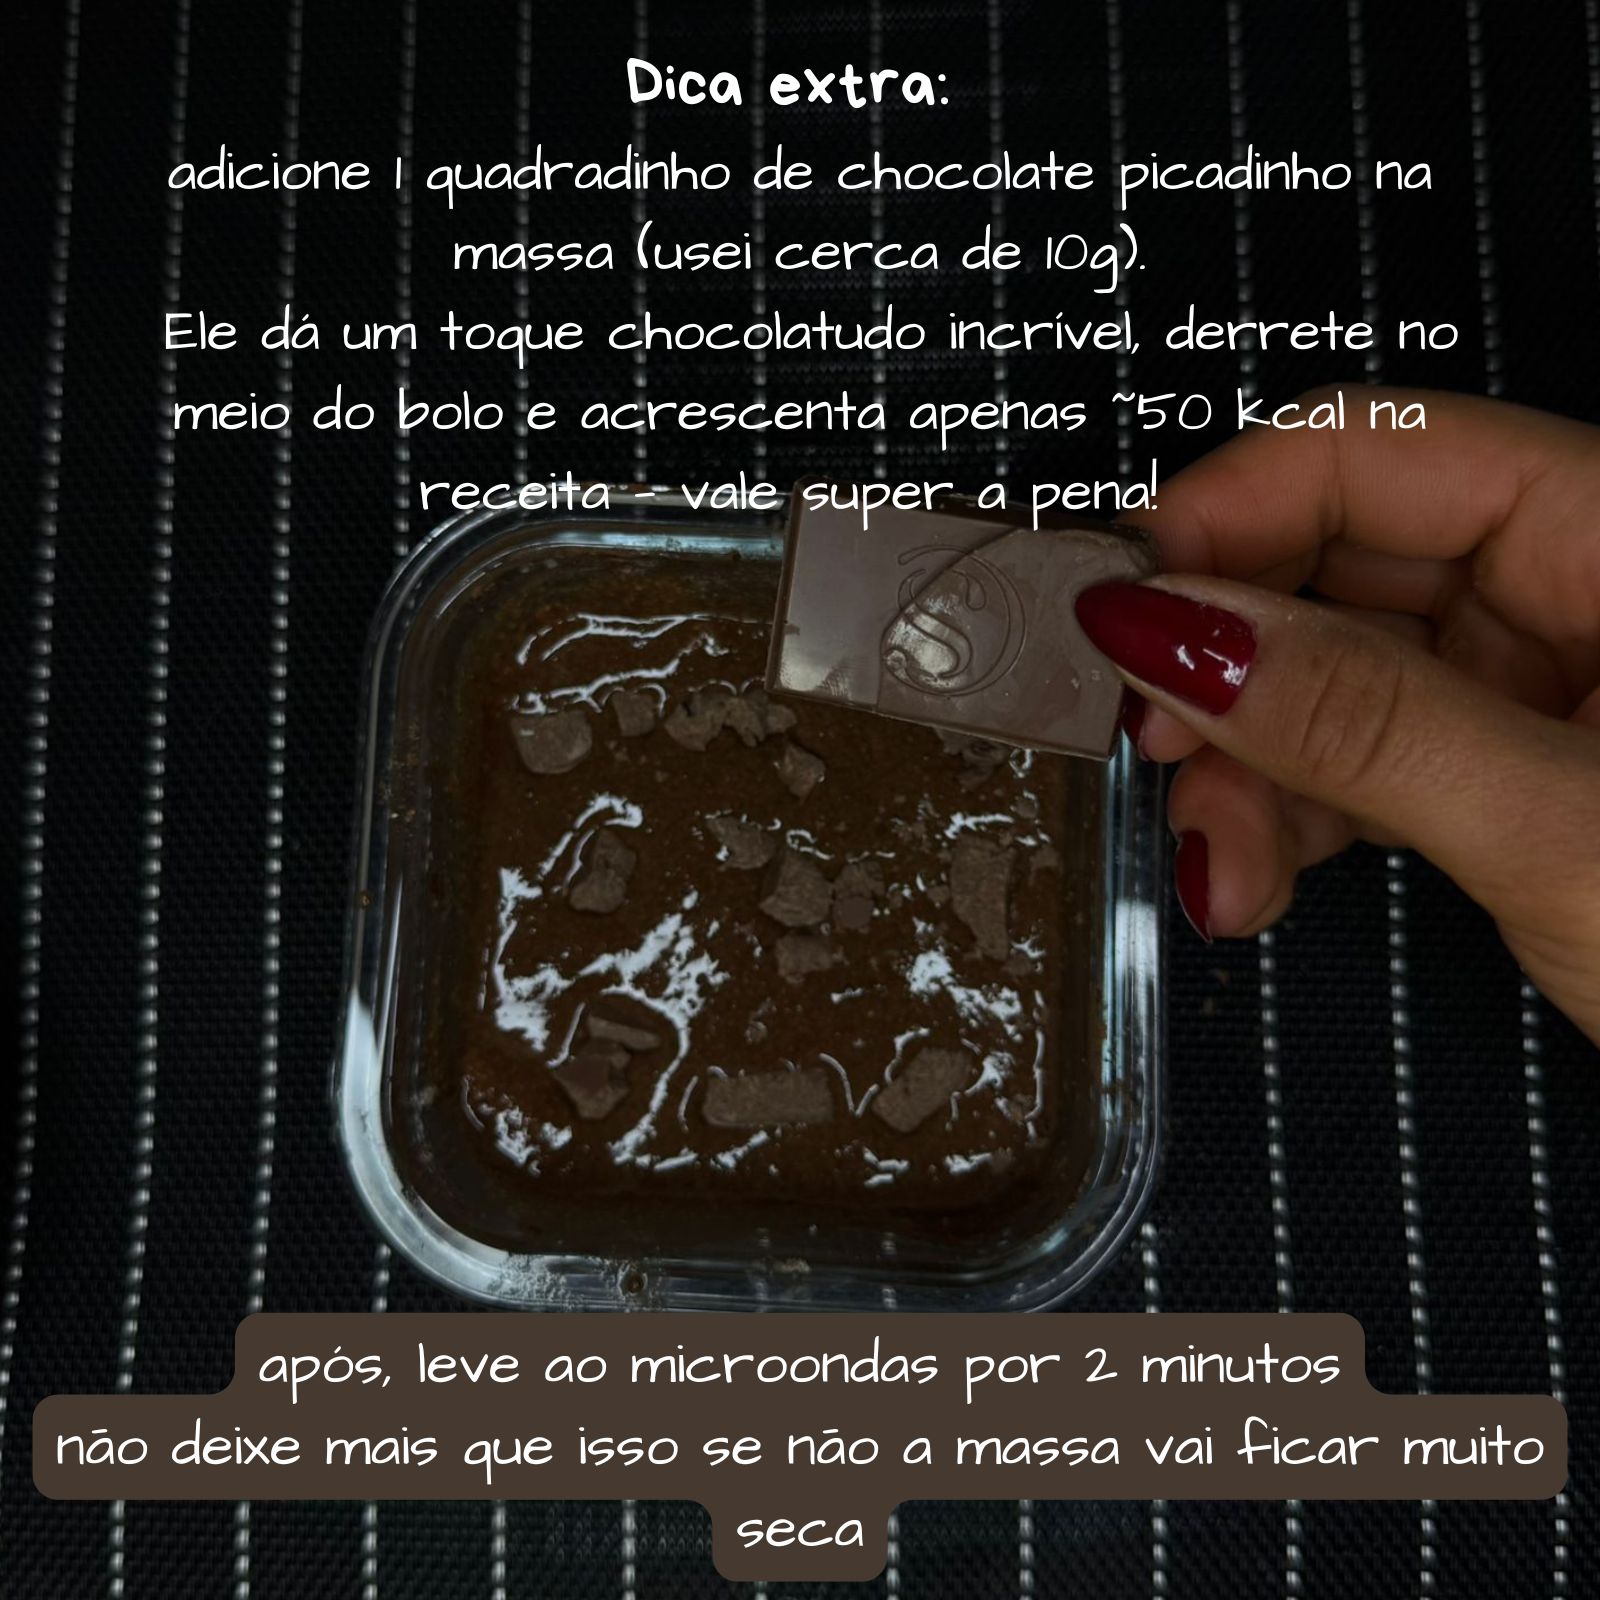 Dica extra:
adicione 1 quadradinho de chocolate picadinho na
massa (usei cerca de 10g).
Ele dá um toque chocolatudo incrível, derrete no
meio do bolo e acrescenta apenas ~50 kcal na
receita - vale super a pena!
após, leve ao microondas por 2 minutos
não deixe mais que isso se não a massa vai ficar muito
seca